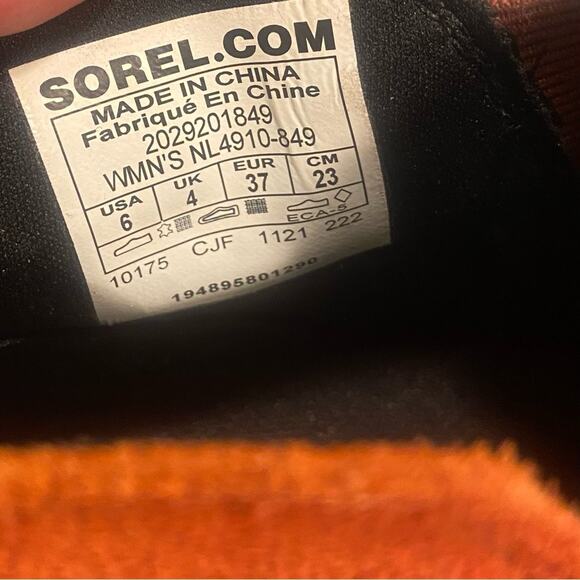 SOREL.COM
MADE IN CHINA
Fabriqué En Chine
2029201849
WMN'S NL4910-849
USA UK EUR CM
6 4 37 23
ECA-5
10175 CJF 1121 222
194895801290